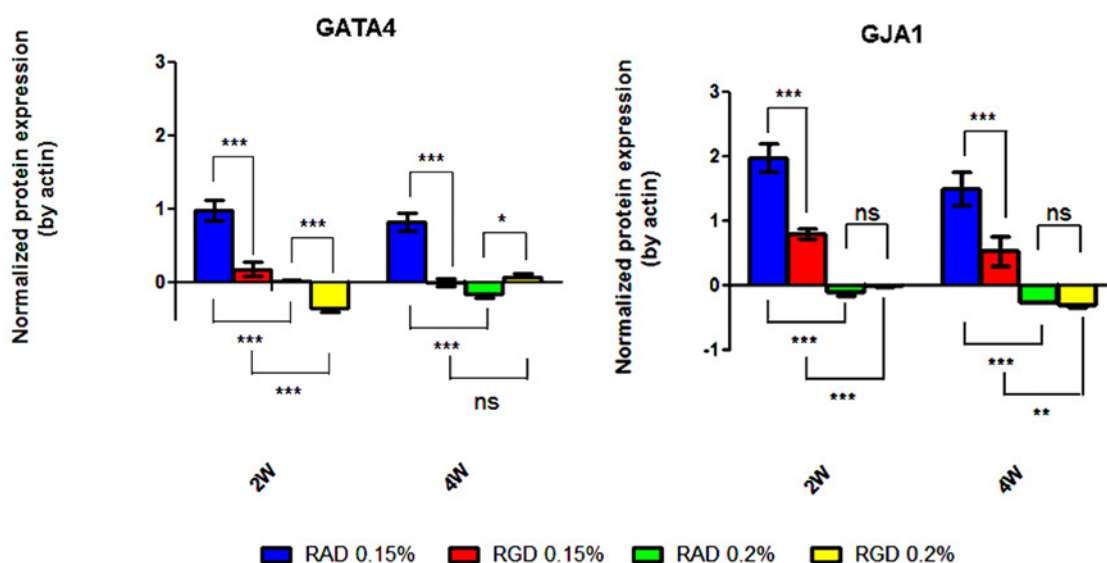 GATA4
Normalized protein expression
(by actin)
3
2
1
0
***
***
***
*
***
***
***
ns
2W
4W
GJA1
Normalized protein expression
(by actin)
3
2
1
0
-1
***
ns
***
ns
***
***
***
**
2W
4W
RAD 0.15%
RGD 0.15%
RAD 0.2%
RGD 0.2%